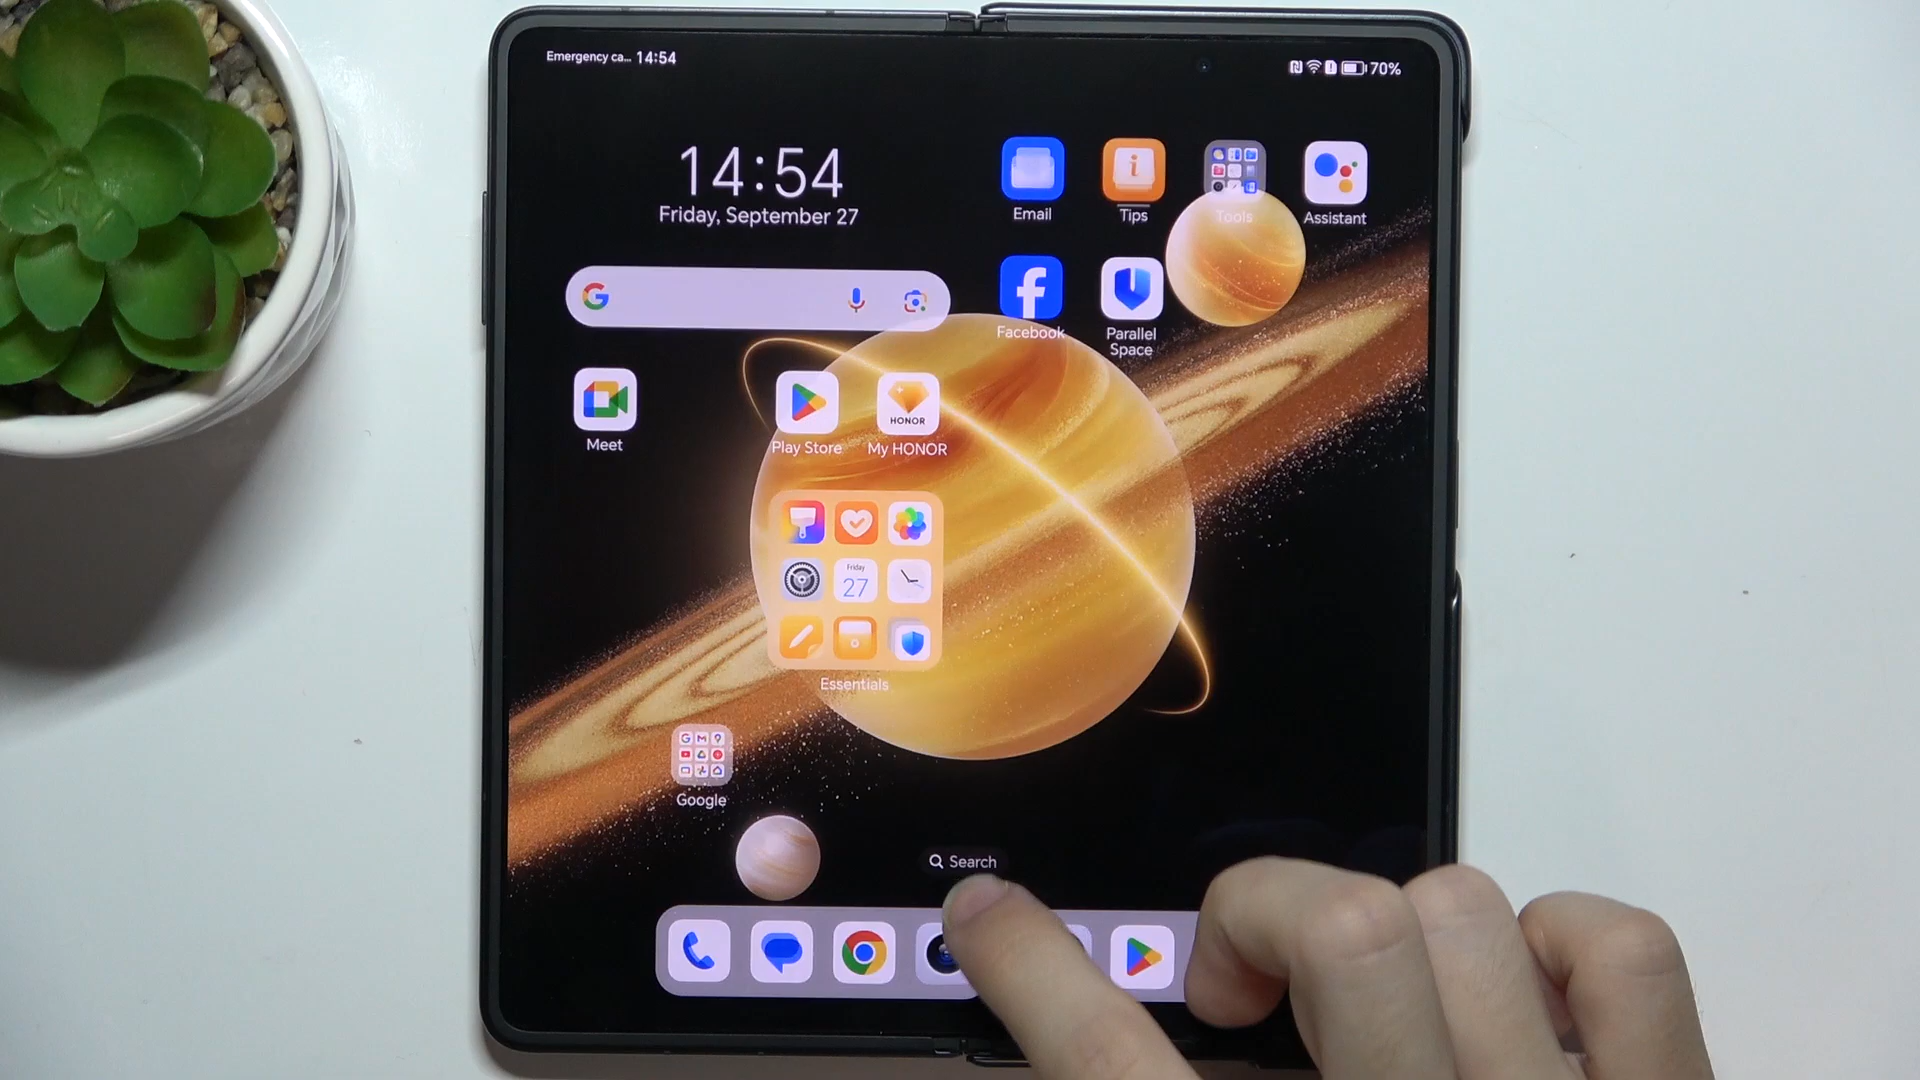 Emergency ca... 14:54
70%
14:54
Friday, September 27
Email
Tips
Tools
Assistant
Facebook
Parallel
Space
Meet
Play Store
HONOR
My HONOR
Friday
27
Essentials
Google
Search